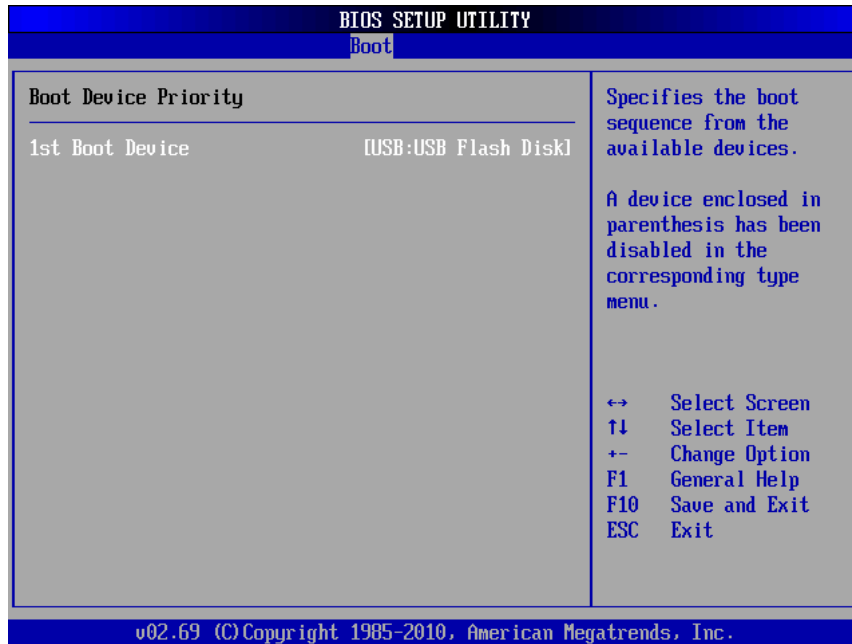 BIOS SETUP UTILITY
Boot
Boot Device Priority
1st Boot Device [USB:USB Flash Disk]
Specifies the boot
sequence from the
available devices.
A device enclosed in
parenthesis has been
disabled in the
corresponding type
menu.
↔ Select Screen
↑↓ Select Item
+- Change Option
F1 General Help
F10 Save and Exit
ESC Exit
v02.69 (C)Copyright 1985-2010, American Megatrends, Inc.